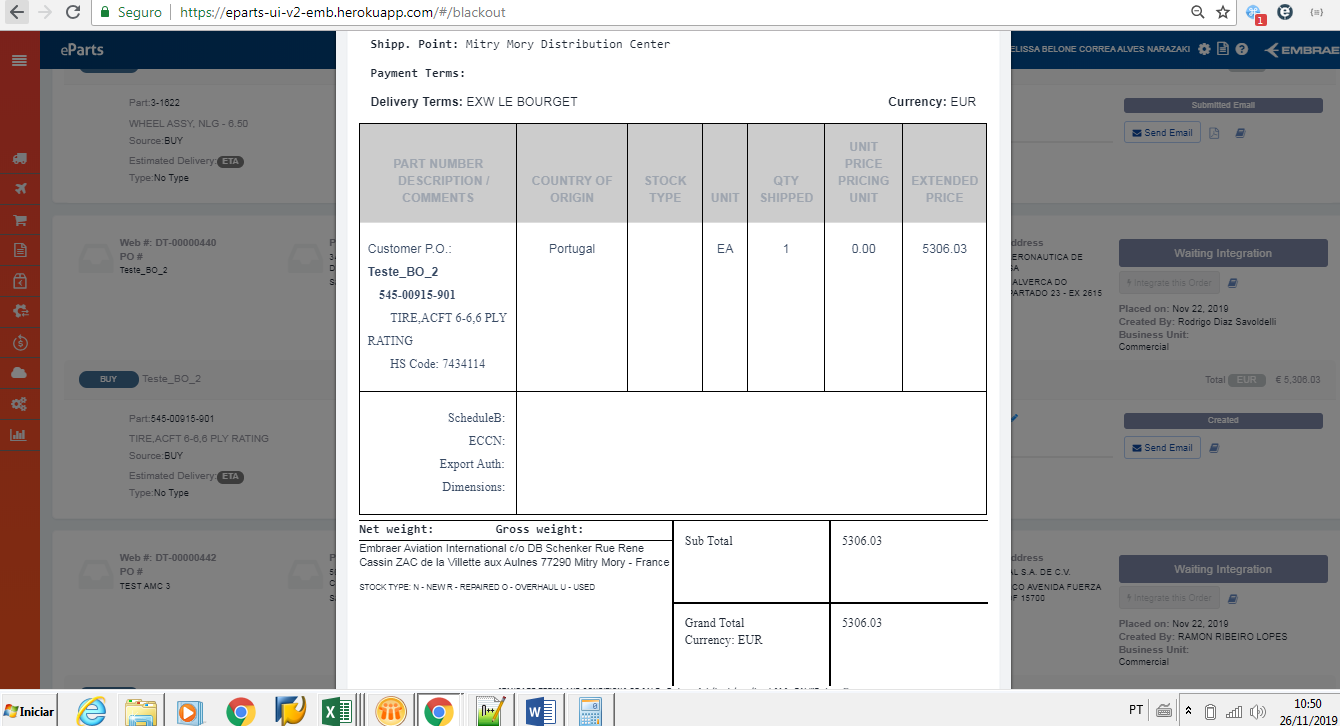 Seguro https://eparts-ui-v2-emb.herokuapp.com/#/blackout
1
eParts
ELISSA BELONE CORREA ALVES NARAZAKI
EMBRAE
Part:3-1622
WHEEL ASSY, NLG - 6.50
Source:BUY
Estimated Delivery: ETA
Type:No Type
Web #: DT-00000440
PO #
Teste_BO_2
BUY Teste_BO_2
Part:545-00915-901
TIRE,ACFT 6-6,6 PLY RATING
Source:BUY
Estimated Delivery: ETA
Type:No Type
Web #: DT-00000442
PO #
TEST AMC 3
Shipp. Point: Mitry Mory Distribution Center
Payment Terms:
Delivery Terms: EXW LE BOURGET
Currency: EUR
PART NUMBER
DESCRIPTION /
COMMENTS
COUNTRY OF
ORIGIN
STOCK
TYPE
UNIT
QTY
SHIPPED
UNIT
PRICE
PRICING
UNIT
EXTENDED
PRICE
Customer P.O.:
Teste_BO_2
545-00915-901
TIRE,ACFT 6-6,6 PLY
RATING
HS Code: 7434114
Portugal
EA
1
0.00
5306.03
ScheduleB:
ECCN:
Export Auth:
Dimensions:
Net weight: Gross weight:
Embraer Aviation International c/o DB Schenker Rue Rene
Cassin ZAC de la Villette aux Aulnes 77290 Mitry Mory - France
STOCK TYPE: N - NEW R - REPAIRED O - OVERHAUL U - USED
Sub Total 5306.03
Grand Total 5306.03
Currency: EUR
Submitted Email
Send Email
ddress
ERONAUTICA DE
SA
ALVERCA DO
PARTADO 23 - EX 2615
Waiting Integration
Integrate this Order
Placed on: Nov 22, 2019
Created By: Rodrigo Diaz Savoldelli
Business Unit:
Commercial
Total EUR € 5,306.03
Created
Send Email
ddress
L S.A. DE C.V.
CO AVENIDA FUERZA
F 15700
Waiting Integration
Integrate this Order
Placed on: Nov 22, 2019
Created By: RAMON RIBEIRO LOPES
Business Unit:
Commercial
Iniciar
PT
10:50
26/11/2019